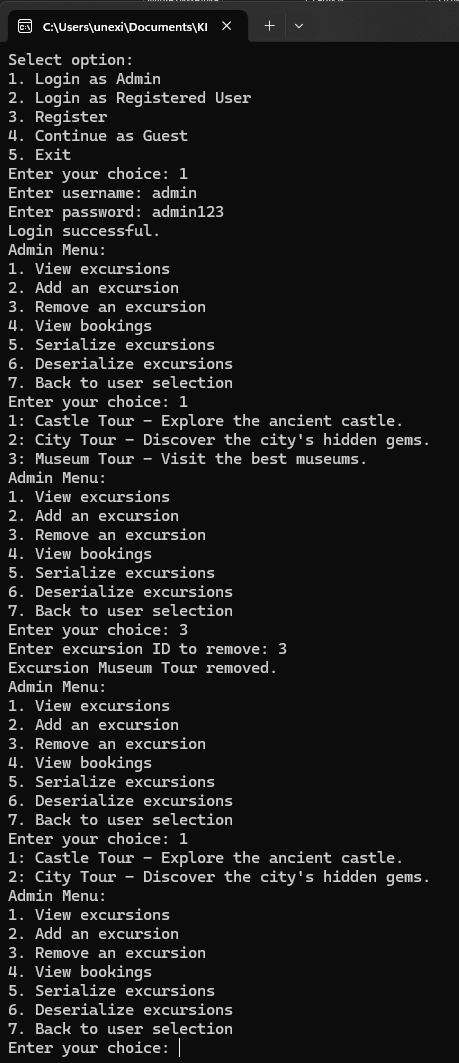 C:\Users\unexi\Documents\KI
Select option:
1. Login as Admin
2. Login as Registered User
3. Register
4. Continue as Guest
5. Exit
Enter your choice: 1
Enter username: admin
Enter password: admin123
Login successful.
Admin Menu:
1. View excursions
2. Add an excursion
3. Remove an excursion
4. View bookings
5. Serialize excursions
6. Deserialize excursions
7. Back to user selection
Enter your choice: 1
1: Castle Tour - Explore the ancient castle.
2: City Tour - Discover the city's hidden gems.
3: Museum Tour - Visit the best museums.
Admin Menu:
1. View excursions
2. Add an excursion
3. Remove an excursion
4. View bookings
5. Serialize excursions
6. Deserialize excursions
7. Back to user selection
Enter your choice: 3
Enter excursion ID to remove: 3
Excursion Museum Tour removed.
Admin Menu:
1. View excursions
2. Add an excursion
3. Remove an excursion
4. View bookings
5. Serialize excursions
6. Deserialize excursions
7. Back to user selection
Enter your choice: 1
1: Castle Tour - Explore the ancient castle.
2: City Tour - Discover the city's hidden gems.
Admin Menu:
1. View excursions
2. Add an excursion
3. Remove an excursion
4. View bookings
5. Serialize excursions
6. Deserialize excursions
7. Back to user selection
Enter your choice: